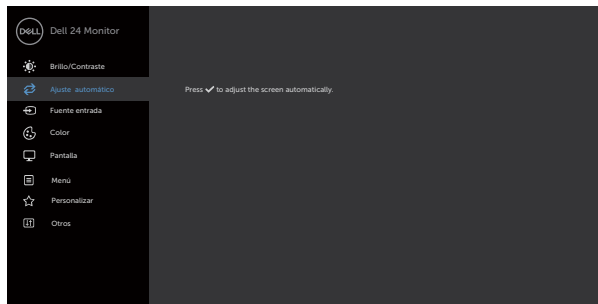 DELL Dell 24 Monitor
Brillo/Contraste
Ajuste automático Press ✓ to adjust the screen automatically.
Fuente entrada
Color
Pantalla
Menú
Personalizar
Otros